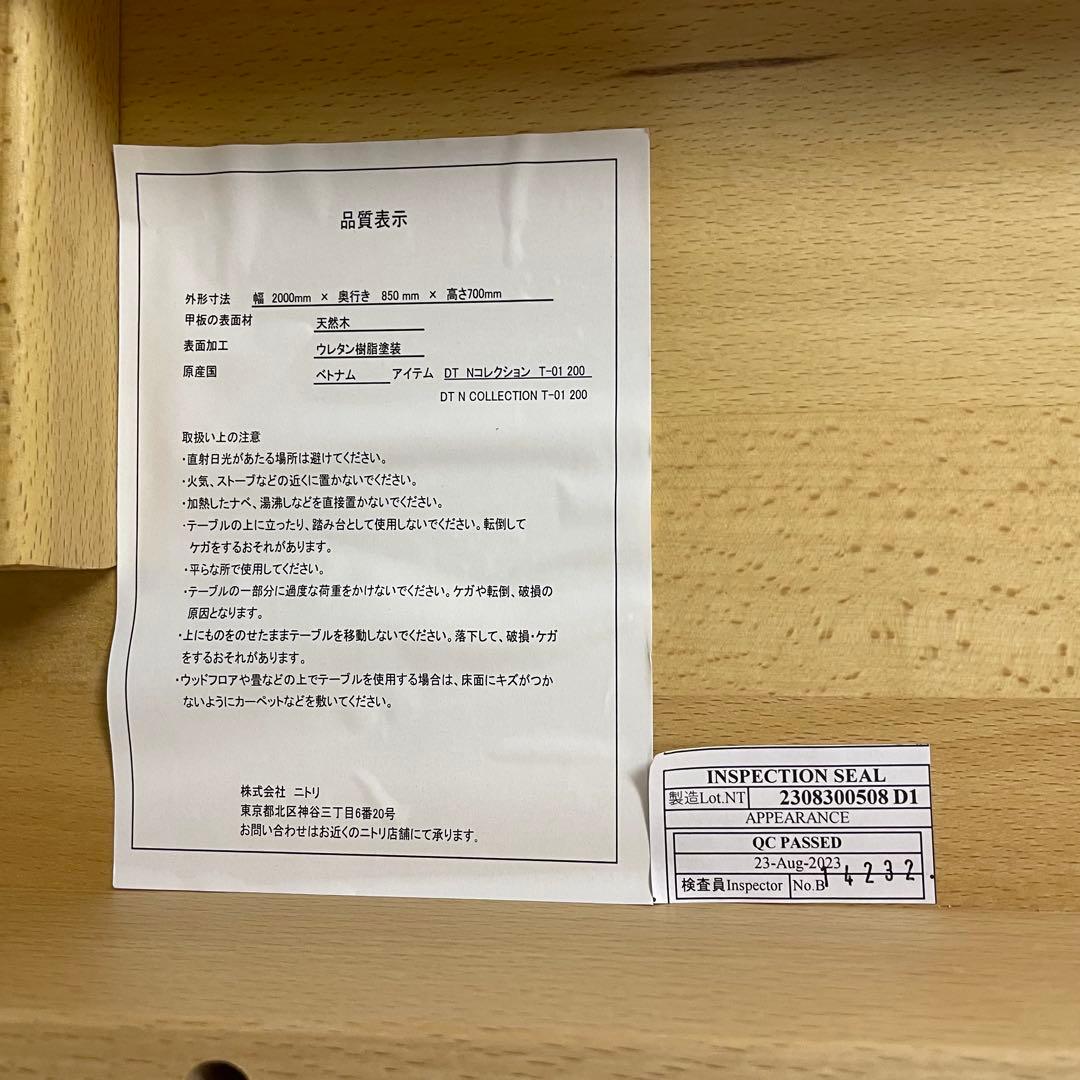 品質表示
外形寸法 幅 2000mm × 奥行き 850 mm × 高さ700mm
甲板の表面材 天然木
表面加工 ウレタン樹脂塗装
原産国 ベトナム アイテム DT Nコレクション T-01 200
DT N COLLECTION T-01 200
取扱い上の注意
・直射日光があたる場所は避けてください。
・火気、ストーブなどの近くに置かないでください。
・加熱したナベ、湯沸しなどを直接置かないでください。
・テーブルの上に立ったり、踏み台として使用しないでください。転倒して
ケガをするおそれがあります。
・平らな所で使用してください。
・テーブルの一部分に過度な荷重をかけないでください。ケガや転倒、破損の
原因となります。
・上にものをのせたままテーブルを移動しないでください。落下して、破損・ケガ
をするおそれがあります。
・ウッドフロアや畳などの上でテーブルを使用する場合は、床面にキズがつか
ないようにカーペットなどを敷いてください。
株式会社 ニトリ
東京都北区神谷三丁目6番20号
お問い合わせはお近くのニトリ店舗にて承ります。
INSPECTION SEAL
製造Lot.NT 2308300508 D1
APPEARANCE
QC PASSED
23-Aug-2023
検査員Inspector No.B 14232